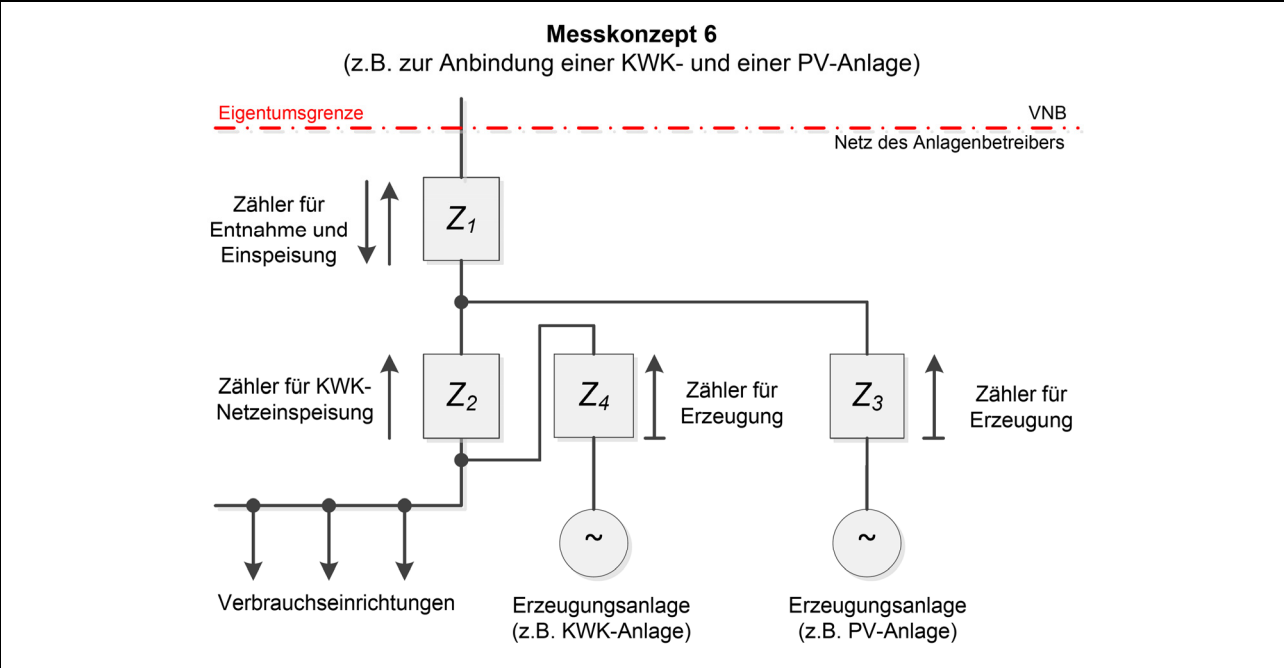 Messkonzept 6
(z.B. zur Anbindung einer KWK- und einer PV-Anlage)
Eigentumsgrenze
VNB
Netz des Anlagenbetreibers
Zähler für
Entnahme und
Einspeisung
Z1
Zähler für KWK-
Netzeinspeisung
Z2
Z4
Zähler für
Erzeugung
Z3
Zähler für
Erzeugung
~
~
Verbrauchseinrichtungen
Erzeugungsanlage
(z.B. KWK-Anlage)
Erzeugungsanlage
(z.B. PV-Anlage)